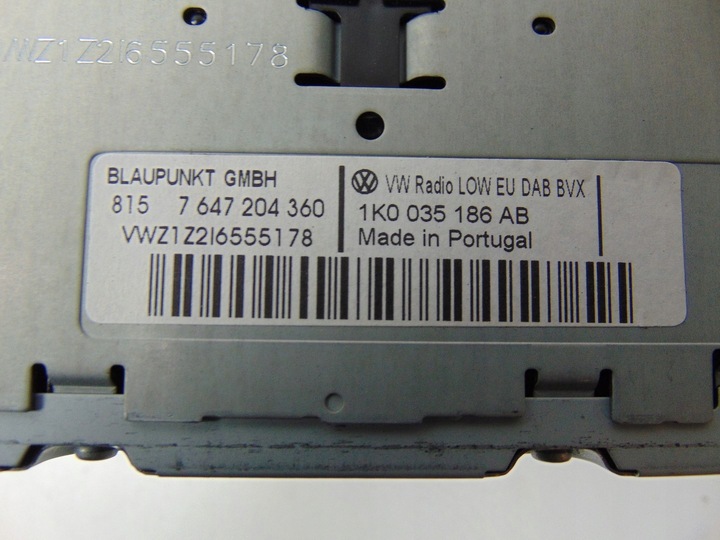 VWZ1Z2I6555178
BLAUPUNKT GMBH
815 7 647 204 360
VWZ1Z2I6555178
VW Radio LOW EU DAB BVX
1K0 035 186 AB
Made in Portugal